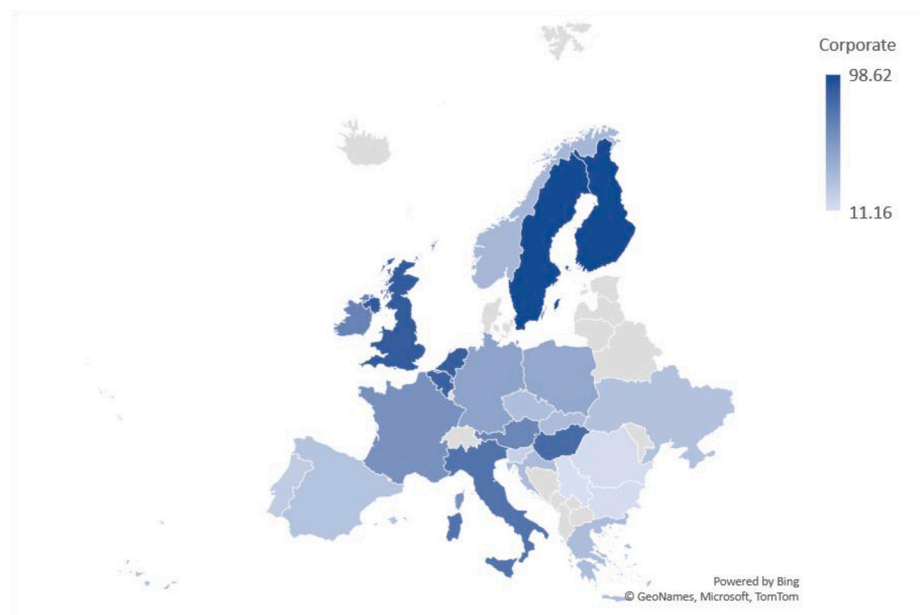 Corporate
98.62
11.16
Powered by Bing
© GeoNames, Microsoft, TomTom